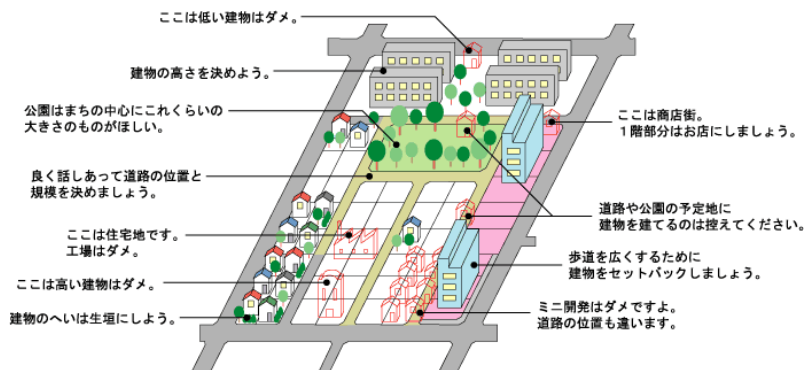 ここは低い建物はダメ。
建物の高さを決めよう。
公園はまちの中心にこれくらいの
大きさのものがほしい。
良く話しあって道路の位置と
規模を決めましょう。
ここは住宅地です。
工場はダメ。
ここは高い建物はダメ。
建物のへいは生垣にしよう。
ここは商店街。
１階部分はお店にしましょう。
道路や公園の予定地に
建物を建てるのは控えてください。
歩道を広くするために
建物をセットバックしましょう。
ミニ開発はダメですよ。
道路の位置も違います。